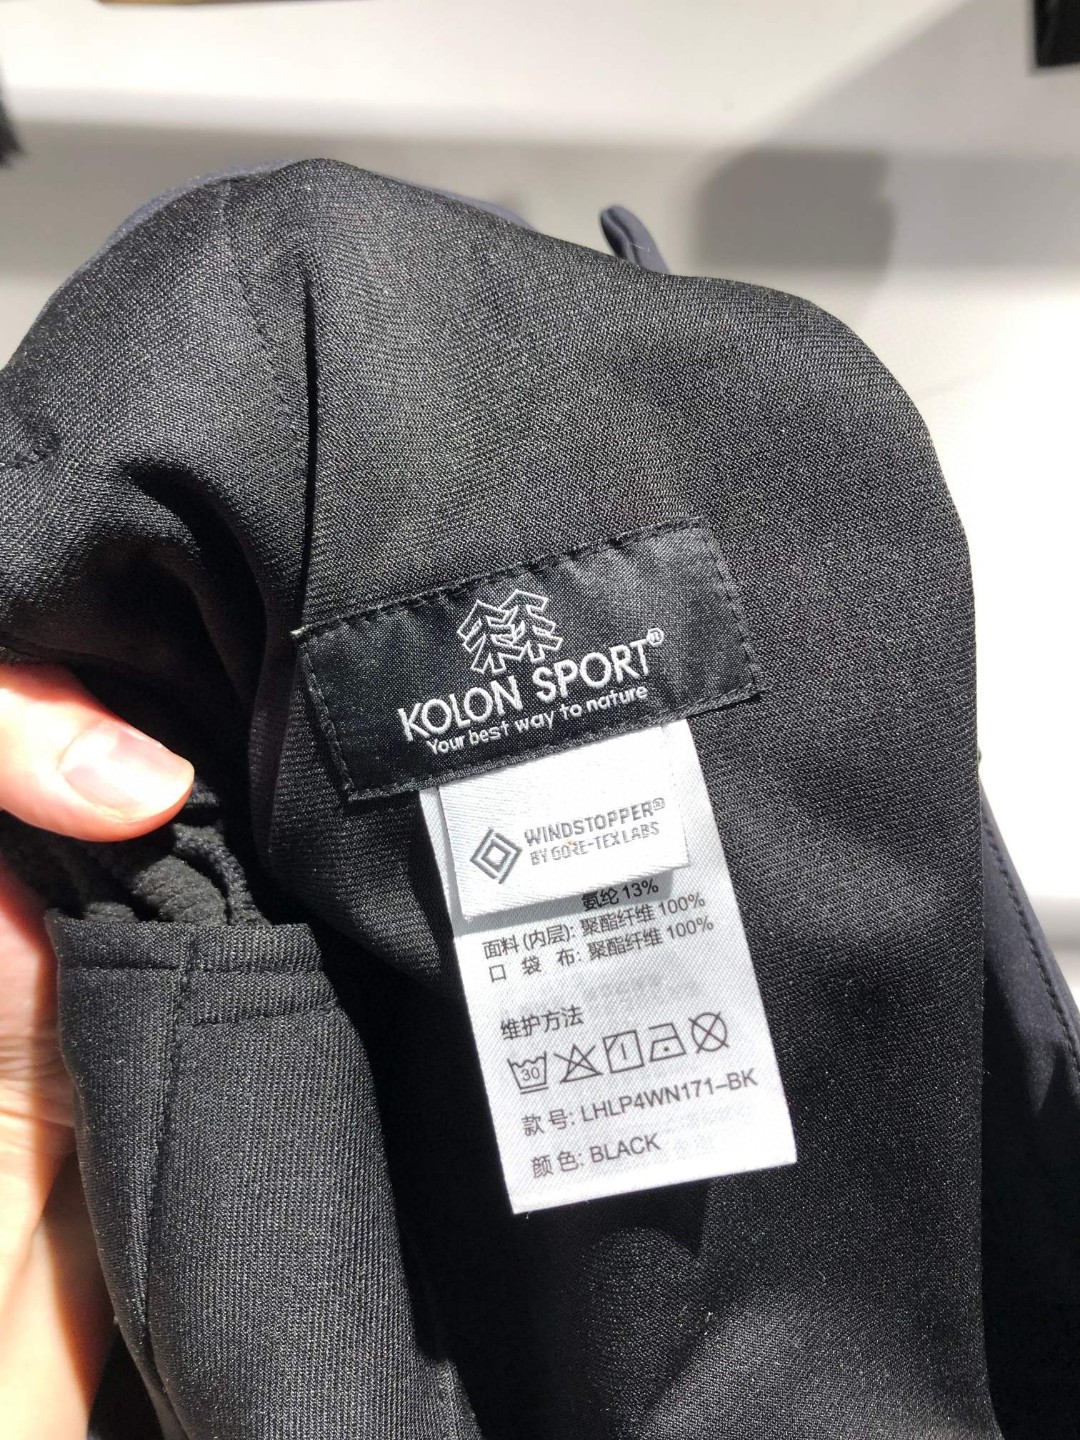 KOLON SPORT®
Your best way to nature
WINDSTOPPER®
BY GORE-TEX LABS
氨纶 13%
面料 (内层): 聚酯纤维 100%
口 袋 布: 聚酯纤维 100%
维护方法
30
款号: LHLP4WN171-BK
颜色: BLACK